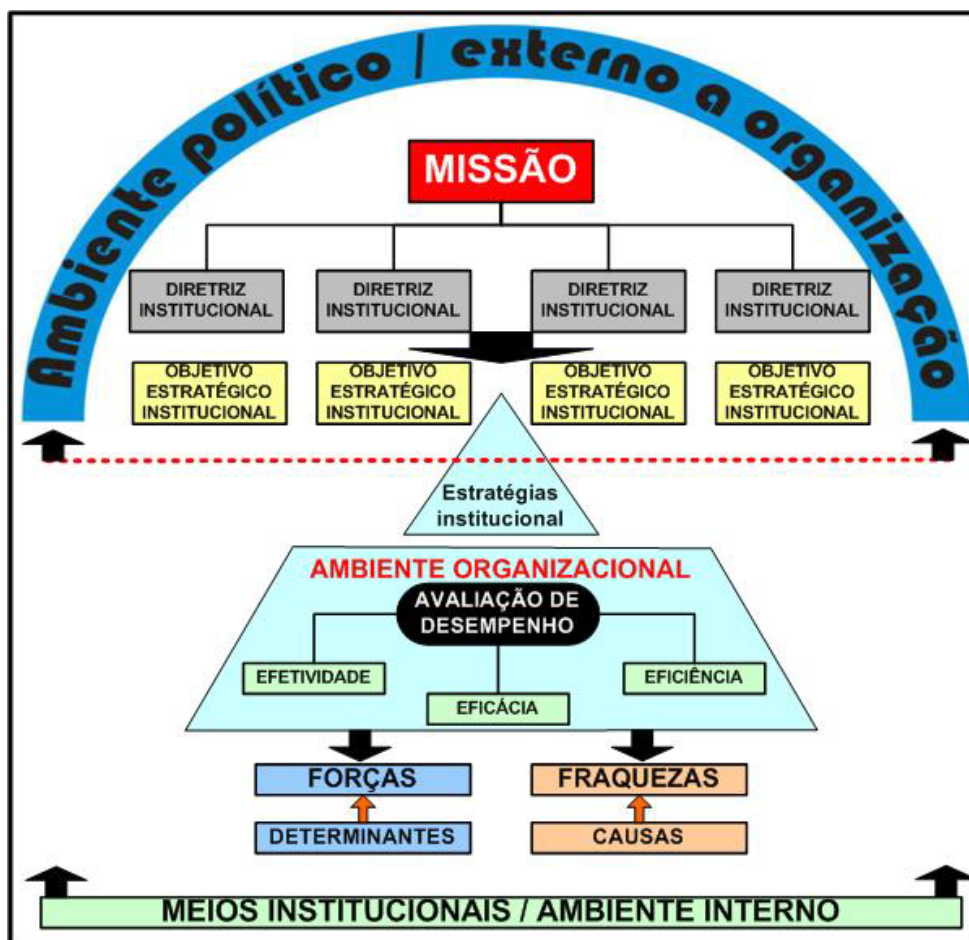 Ambiente político / externo a organização
MISSÃO
DIRETRIZ
INSTITUCIONAL
DIRETRIZ
INSTITUCIONAL
DIRETRIZ
INSTITUCIONAL
DIRETRIZ
INSTITUCIONAL
OBJETIVO
ESTRATÉGICO
INSTITUCIONAL
OBJETIVO
ESTRATÉGICO
INSTITUCIONAL
OBJETIVO
ESTRATÉGICO
INSTITUCIONAL
OBJETIVO
ESTRATÉGICO
INSTITUCIONAL
Estratégias
institucional
AMBIENTE ORGANIZACIONAL
AVALIAÇÃO DE
DESEMPENHO
EFETIVIDADE
EFICÁCIA
EFICIÊNCIA
FORÇAS
FRAQUEZAS
DETERMINANTES
CAUSAS
MEIOS INSTITUCIONAIS / AMBIENTE INTERNO